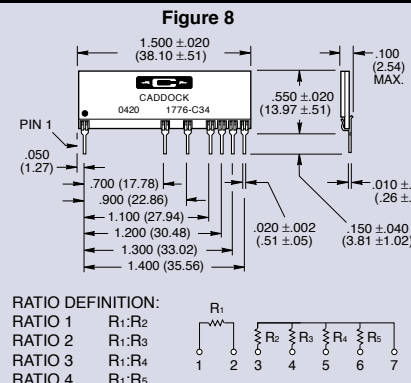 Figure 8
1.500 ±.020
(38.10 ±.51)
.100
(2.54)
MAX.
CADDOCK
0420 1776-C34
.550 ±.020
(13.97 ±.51)
PIN 1
.050
(1.27)
.700 (17.78)
.900 (22.86)
1.100 (27.94)
1.200 (30.48)
1.300 (33.02)
1.400 (35.56)
.020 ±.002
(.51 ±.05)
.150 ±.040
(3.81 ±1.02)
.010 ±.
(.26 ±.
RATIO DEFINITION:
RATIO 1 R1:R2
RATIO 2 R1:R3
RATIO 3 R1:R4
RATIO 4 R1:R5
R1
R2 R3 R4 R5
1 2 3 4 5 6 7